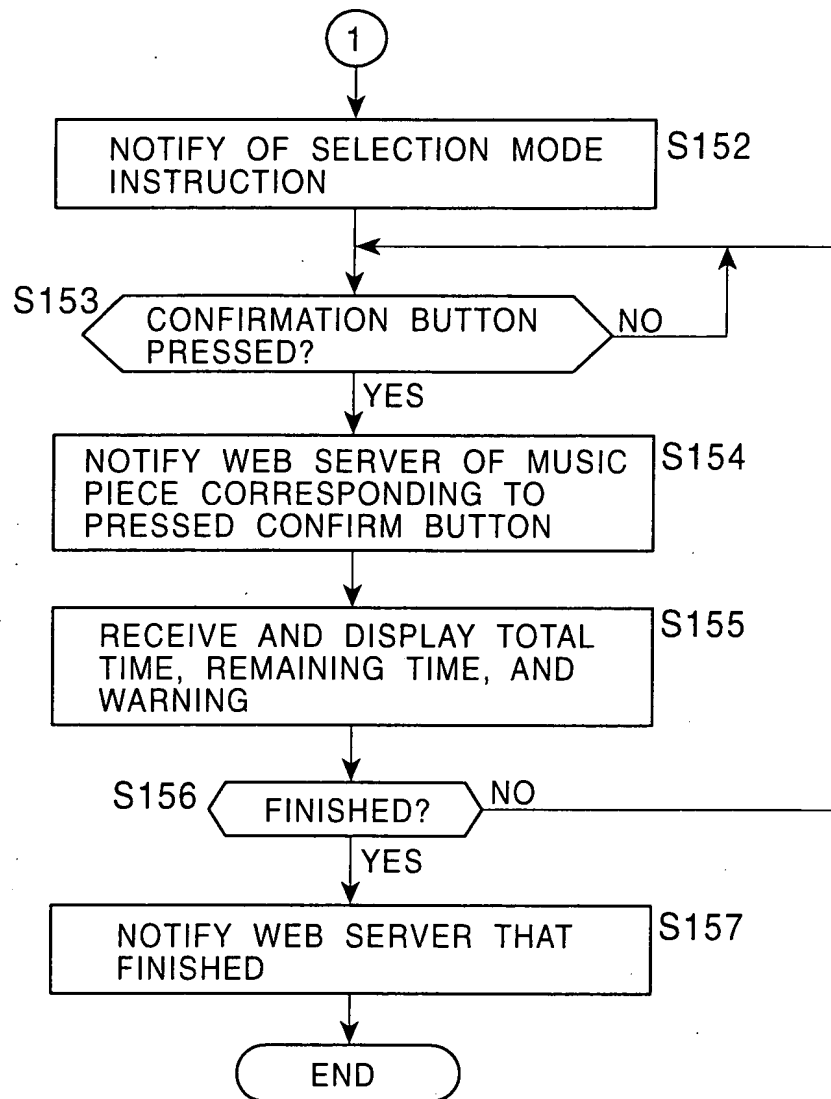 1
NOTIFY OF SELECTION MODE
INSTRUCTION
S152
S153
CONFIRMATION BUTTON
PRESSED?
NO
YES
NOTIFY WEB SERVER OF MUSIC
PIECE CORRESPONDING TO
PRESSED CONFIRM BUTTON
S154
RECEIVE AND DISPLAY TOTAL
TIME, REMAINING TIME, AND
WARNING
S155
S156
FINISHED?
NO
YES
NOTIFY WEB SERVER THAT
FINISHED
S157
END